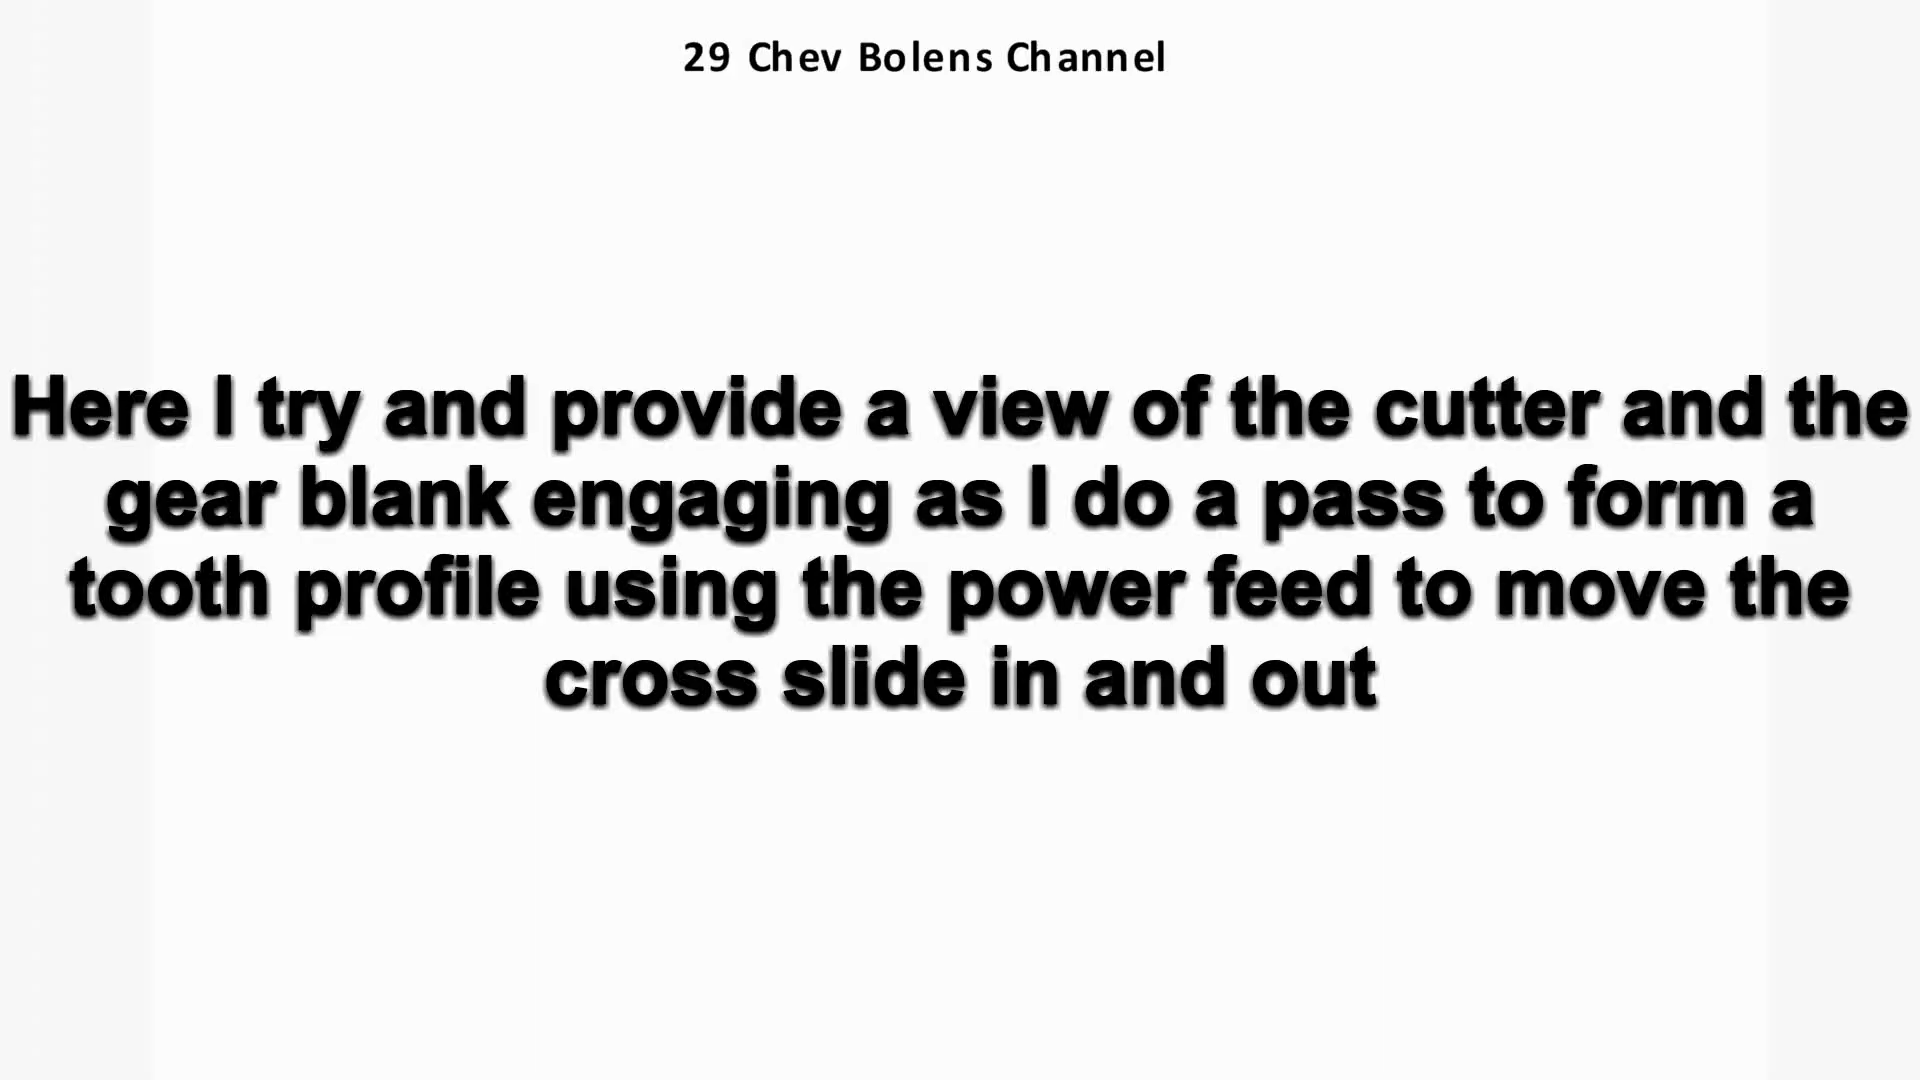 29 Chev Bolens Channel
Here I try and provide a view of the cutter and the
gear blank engaging as I do a pass to form a
tooth profile using the power feed to move the
cross slide in and out